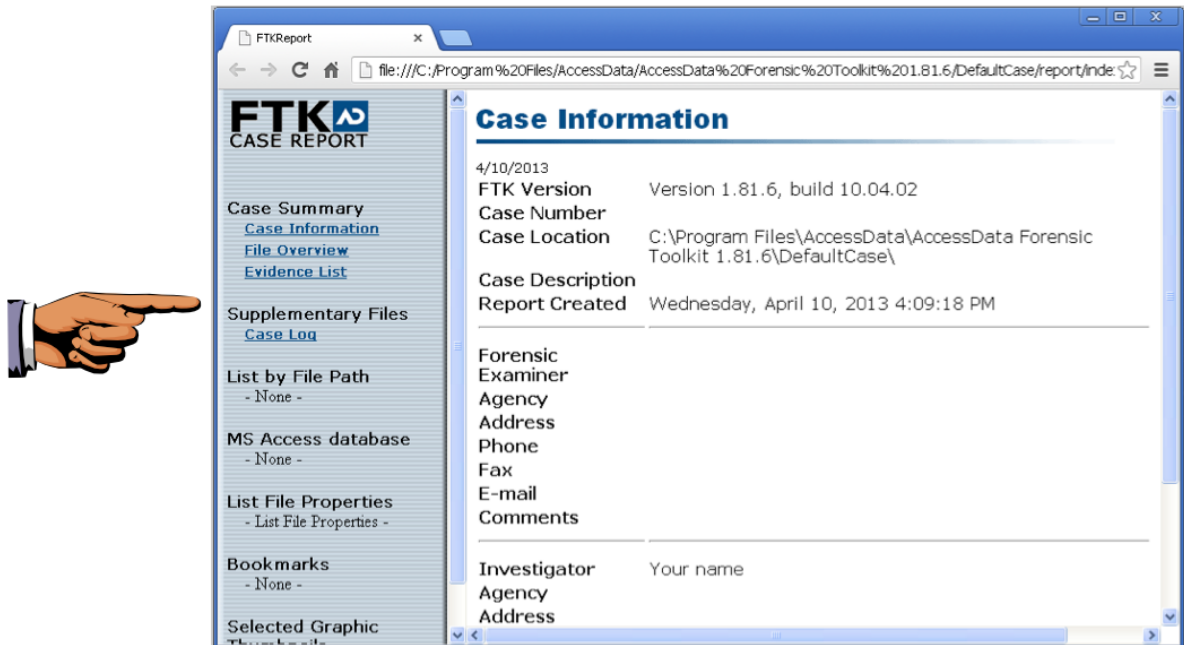 FTKReport
file:///C:/Program%20Files/AccessData/AccessData%20Forensic%20Toolkit%201.81.6/DefaultCase/report/inde
FTK AD
CASE REPORT
Case Summary
Case Information
File Overview
Evidence List
Supplementary Files
Case Log
List by File Path
- None -
MS Access database
- None -
List File Properties
- List File Properties -
Bookmarks
- None -
Selected Graphic
Thumbnails
Case Information
4/10/2013
FTK Version Version 1.81.6, build 10.04.02
Case Number
Case Location C:\Program Files\AccessData\AccessData Forensic
Toolkit 1.81.6\DefaultCase\
Case Description
Report Created Wednesday, April 10, 2013 4:09:18 PM
Forensic
Examiner
Agency
Address
Phone
Fax
E-mail
Comments
Investigator Your name
Agency
Address